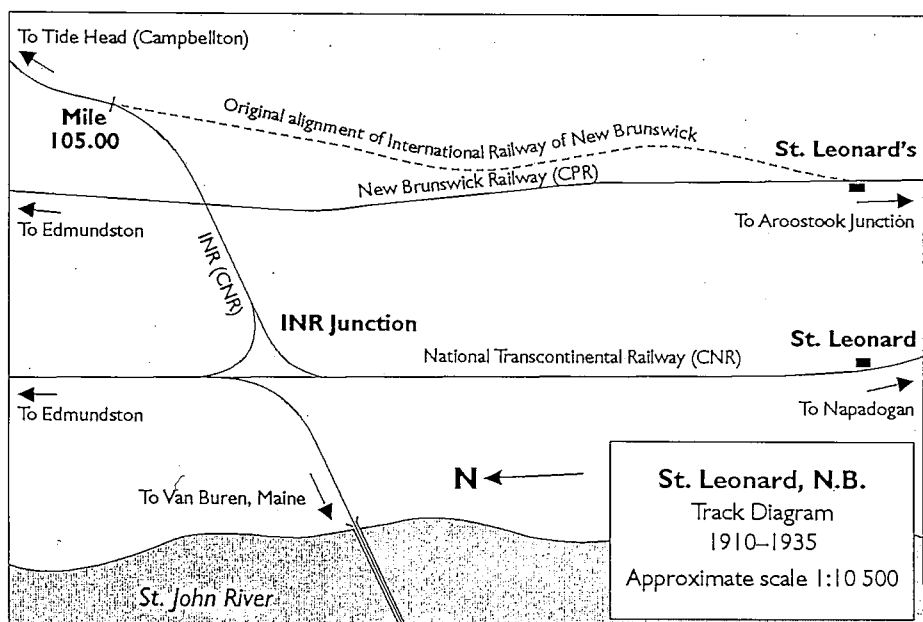 To Tide Head (Campbellton)
Mile
105.00
Original alignment of International Railway of New Brunswick
St. Leonard's
New Brunswick Railway (CPR)
To Edmundston
To Aroostook Junction
INR (CNR)
INR Junction
St. Leonard
National Transcontinental Railway (CNR)
To Edmundston
To Napadogan
To Van Buren, Maine
N
St. Leonard, N.B.
Track Diagram
1910–1935
Approximate scale 1:10 500
St. John River